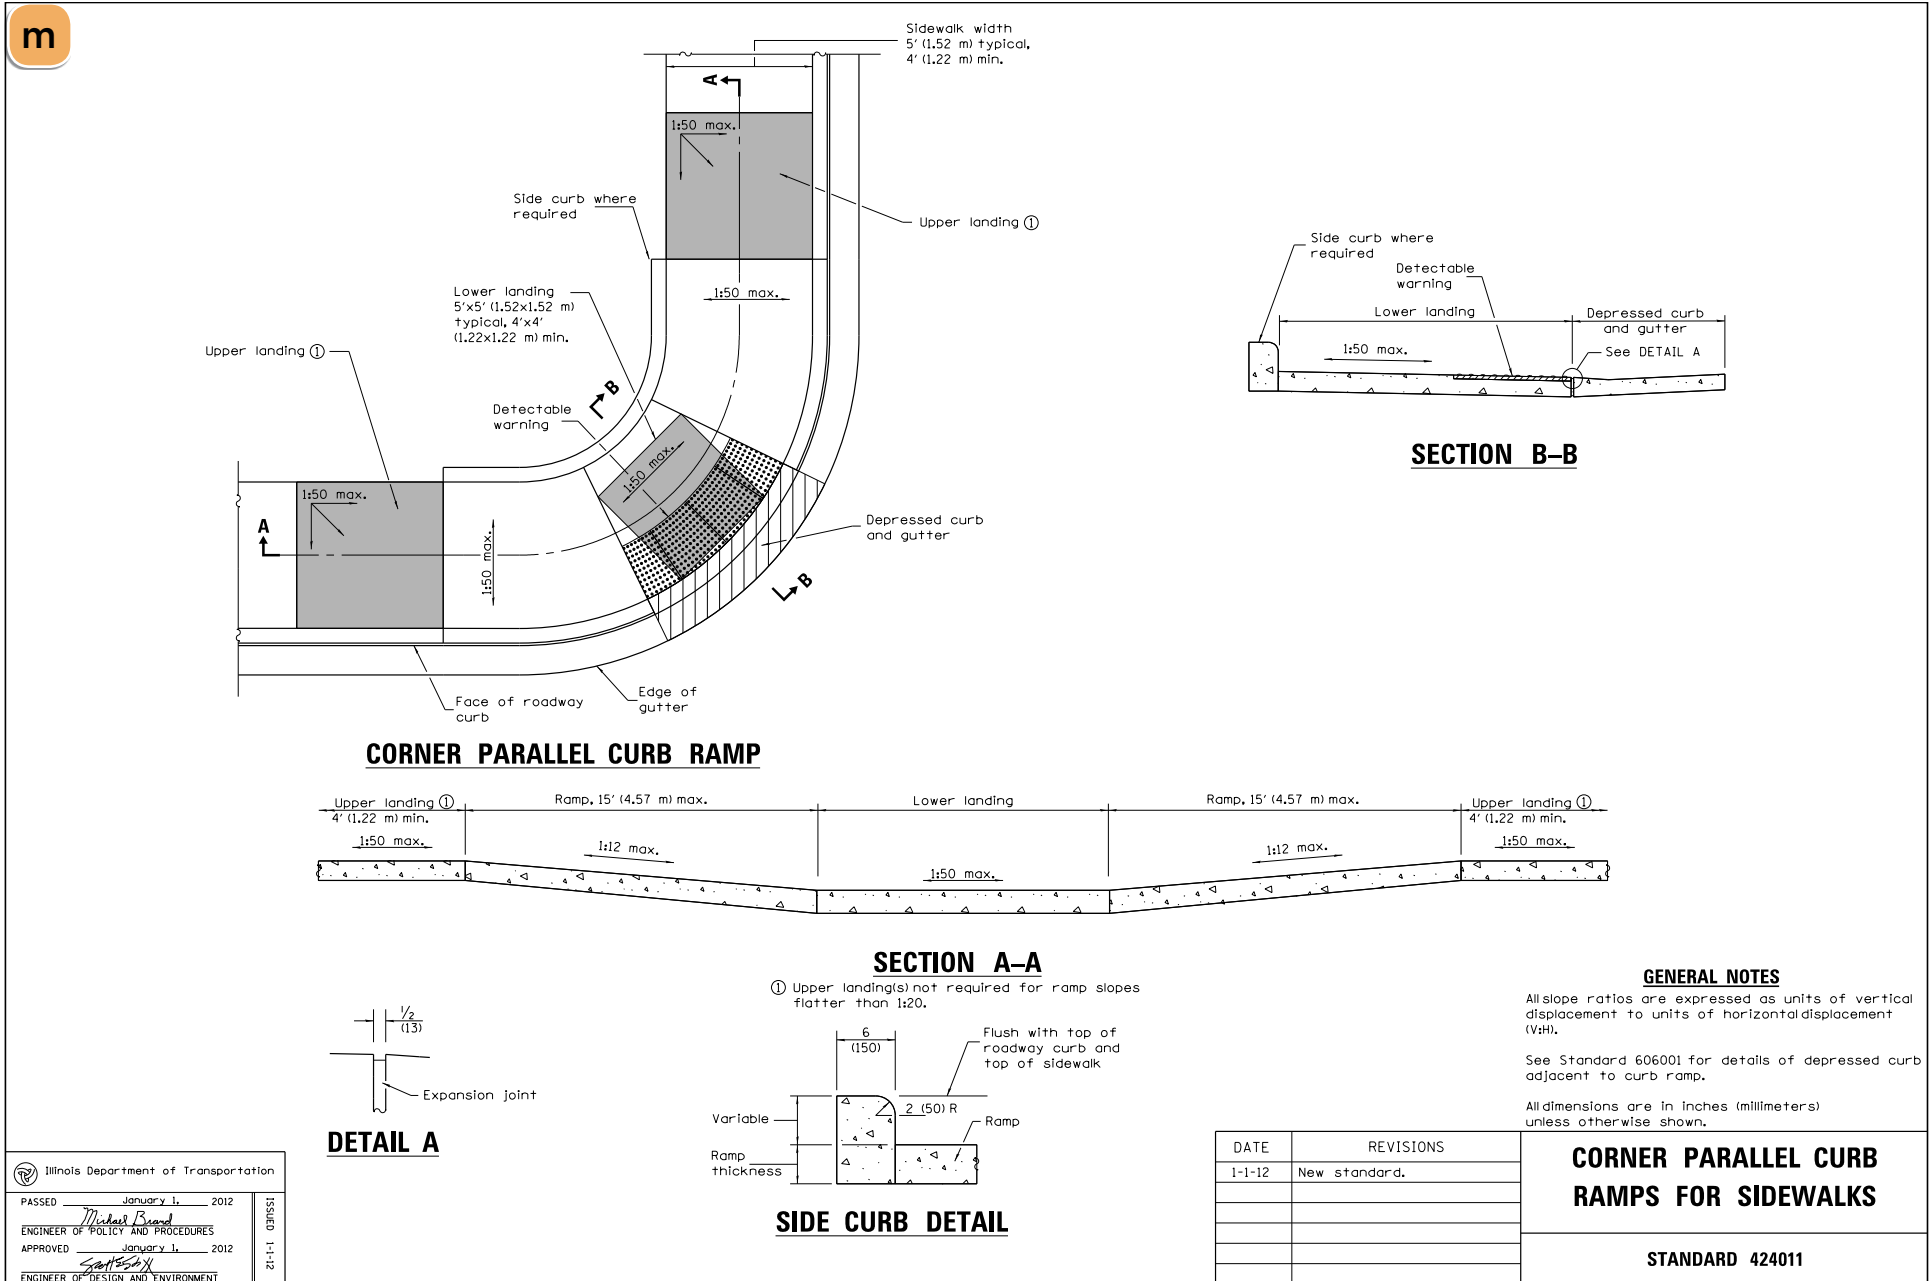 m
Sidewalk width
5' (1.52 m) typical,
4' (1.22 m) min.
A
1:50 max.
Side curb where
required
Upper landing ①
Lower landing
5'x5' (1.52x1.52 m)
typical, 4'x4'
(1.22x1.22 m) min.
1:50 max.
Upper landing ①
B
Detectable
warning
1:50 max.
1:50 max.
A
1:50 max.
Depressed curb
and gutter
B
Face of roadway
curb
Edge of
gutter
CORNER PARALLEL CURB RAMP
Side curb where
required
Detectable
warning
Lower landing
Depressed curb
and gutter
1:50 max.
See DETAIL A
SECTION B–B
Upper landing ①
4' (1.22 m) min.
Ramp, 15' (4.57 m) max.
Lower landing
Ramp, 15' (4.57 m) max.
Upper landing ①
4' (1.22 m) min.
1:50 max.
1:12 max.
1:50 max.
1:12 max.
1:50 max.
SECTION A–A
① Upper landing(s) not required for ramp slopes
flatter than 1:20.
1/2
(13)
Expansion joint
DETAIL A
6
(150)
Flush with top of
roadway curb and
top of sidewalk
Variable
2 (50) R
Ramp
Ramp
thickness
SIDE CURB DETAIL
GENERAL NOTES
All slope ratios are expressed as units of vertical
displacement to units of horizontal displacement
(V:H).
See Standard 606001 for details of depressed curb
adjacent to curb ramp.
All dimensions are in inches (millimeters)
unless otherwise shown.
Illinois Department of Transportation
PASSED January 1, 2012
Michael Brand
ENGINEER OF POLICY AND PROCEDURES
APPROVED January 1, 2012
ENGINEER OF DESIGN AND ENVIRONMENT
ISSUED 1-1-12
DATE REVISIONS
1-1-12 New standard.
CORNER PARALLEL CURB
RAMPS FOR SIDEWALKS
STANDARD 424011